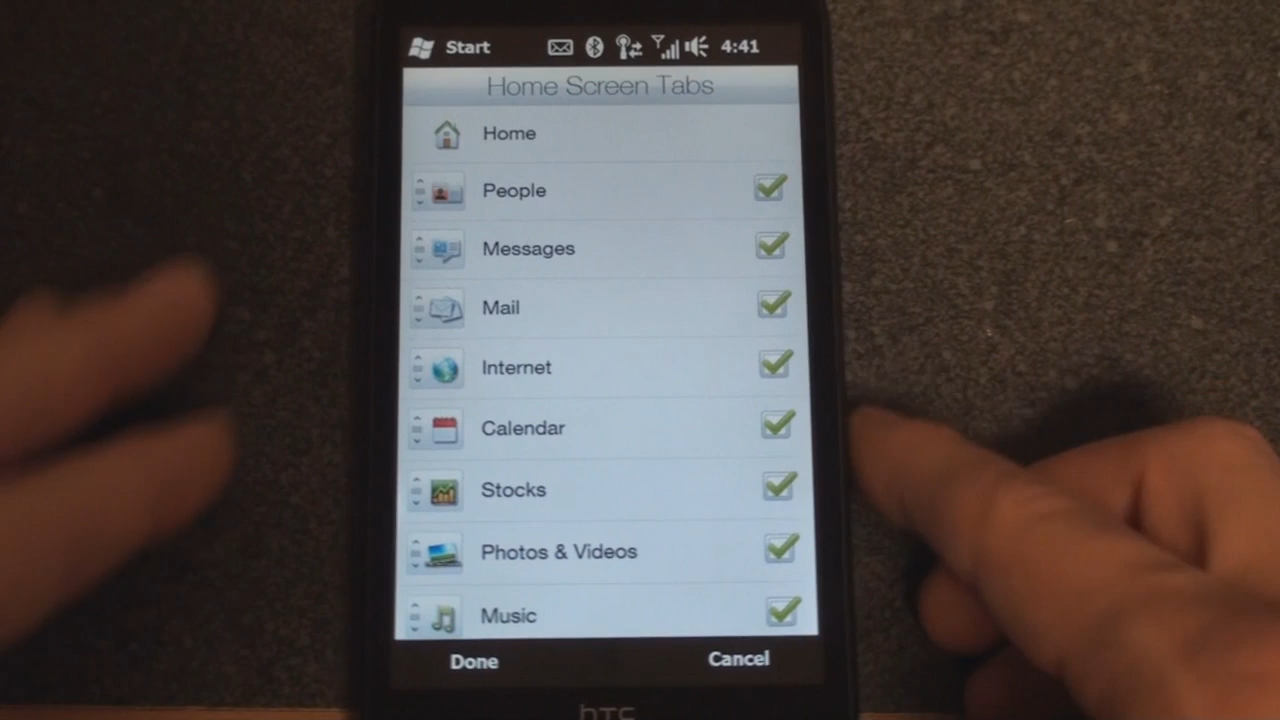 Start 4:41
Home Screen Tabs
Home
People
Messages
Mail
Internet
Calendar
Stocks
Photos & Videos
Music
Done Cancel
hTC